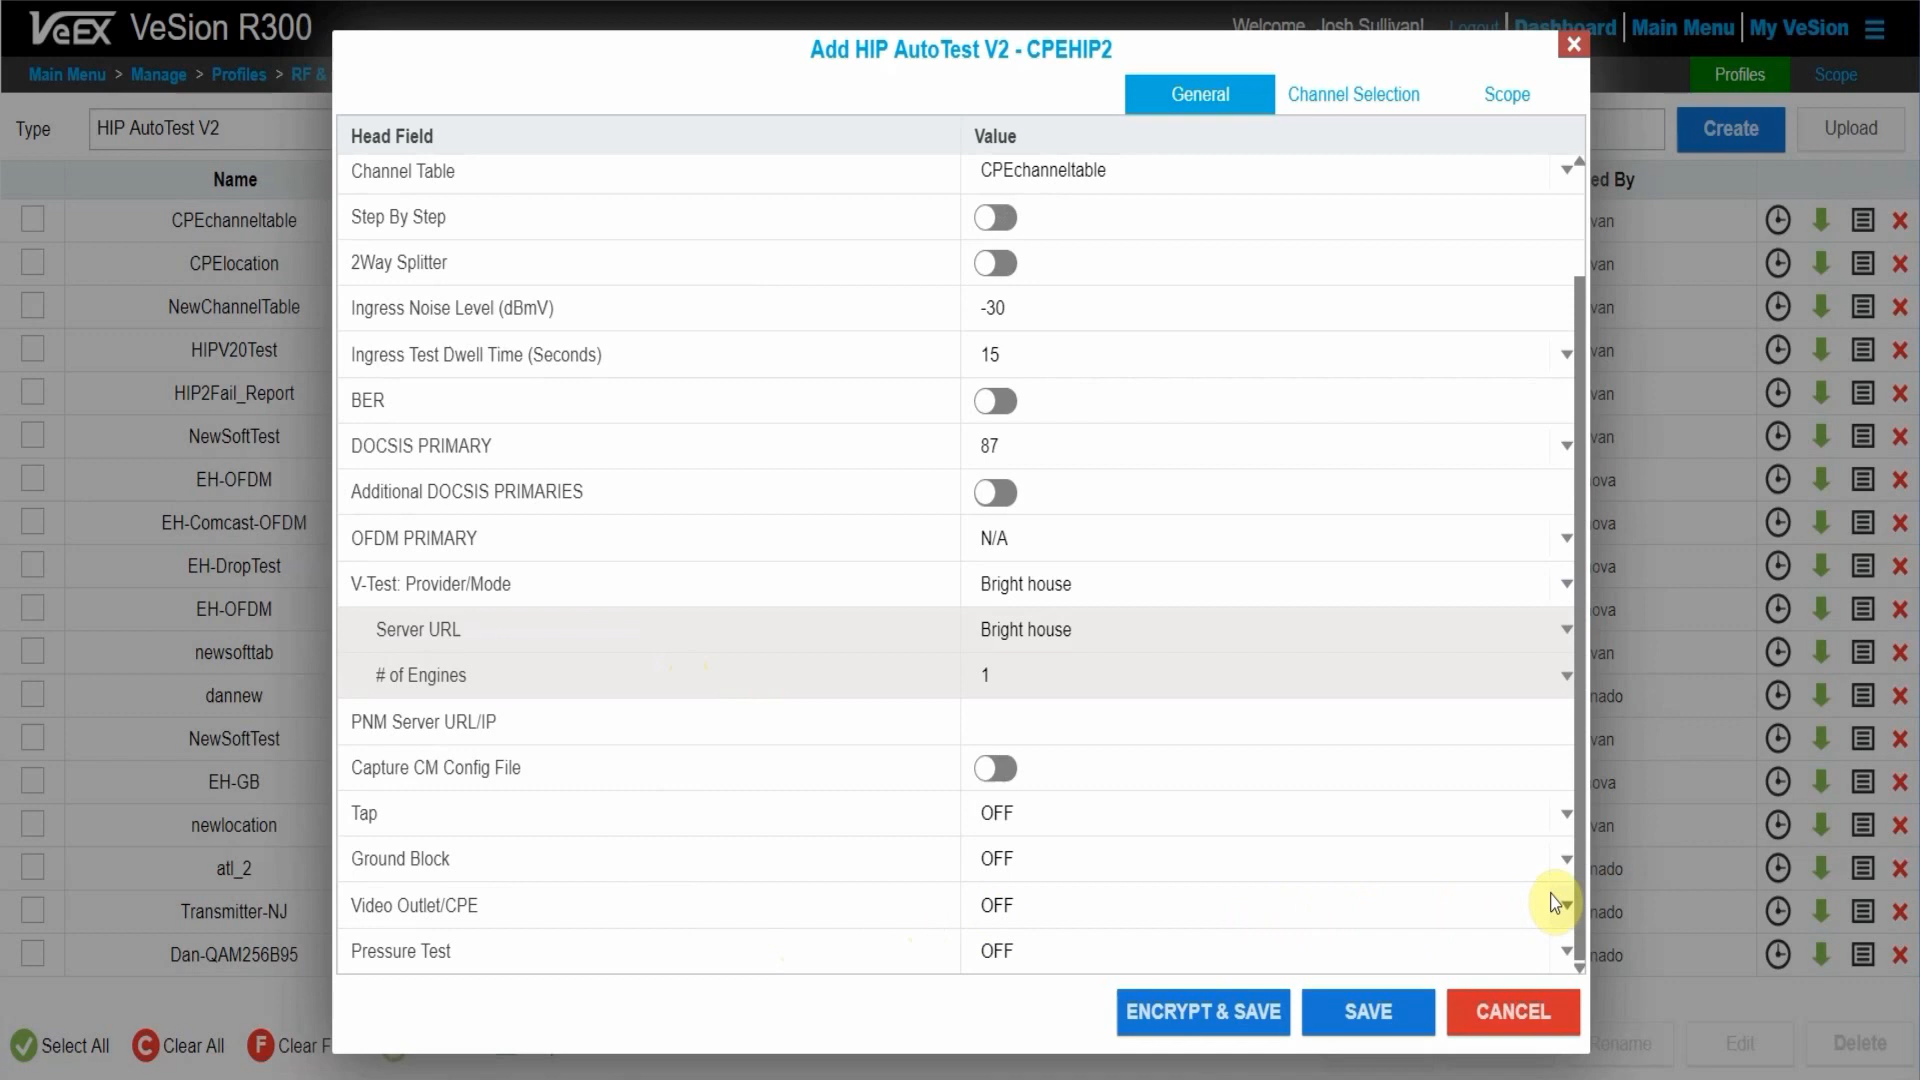 VeEX VeSion R300
Welcome, Josh Sullivan! Logout Dashboard Main Menu My VeSion
Add HIP AutoTest V2 - CPEHIP2
Main Menu > Manage > Profiles > RF &
Profiles Scope
General Channel Selection Scope
Type HIP AutoTest V2 Create Upload
Head Field Value
Name ed By
Channel Table CPEchanneltable
CPEchanneltable van
Step By Step
CPElocation van
2Way Splitter
NewChannelTable van
Ingress Noise Level (dBmV) -30
HIPV20Test van
Ingress Test Dwell Time (Seconds) 15
HIP2Fail_Report van
BER
NewSoftTest van
DOCSIS PRIMARY 87
EH-OFDM ova
Additional DOCSIS PRIMARIES
EH-Comcast-OFDM ova
OFDM PRIMARY N/A
EH-DropTest ova
V-Test: Provider/Mode Bright house
EH-OFDM ova
Server URL Bright house
newsofttab van
# of Engines 1
dannew nado
PNM Server URL/IP
NewSoftTest van
Capture CM Config File
EH-GB ova
Tap OFF
newlocation van
Ground Block OFF
atl_2 nado
Video Outlet/CPE OFF
Transmitter-NJ nado
Pressure Test OFF
Dan-QAM256B95 nado
ENCRYPT & SAVE SAVE CANCEL
Select All C Clear All F Clear F Rename Edit Delete